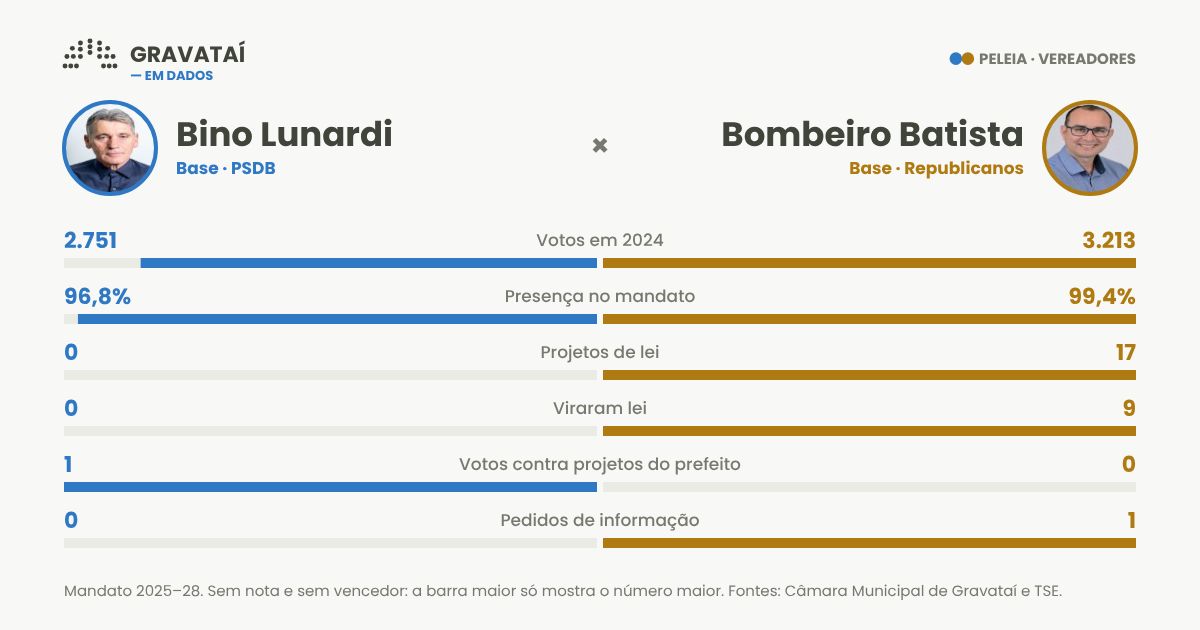 GRAVATAÍ
— EM DADOS
PELEIA · VEREADORES
Bino Lunardi
Base · PSDB
×
Bombeiro Batista
Base · Republicanos
2.751 Votos em 2024 3.213
96,8% Presença no mandato 99,4%
0 Projetos de lei 17
0 Viraram lei 9
1 Votos contra projetos do prefeito 0
0 Pedidos de informação 1
Mandato 2025–28. Sem nota e sem vencedor: a barra maior só mostra o número maior. Fontes: Câmara Municipal de Gravataí e TSE.